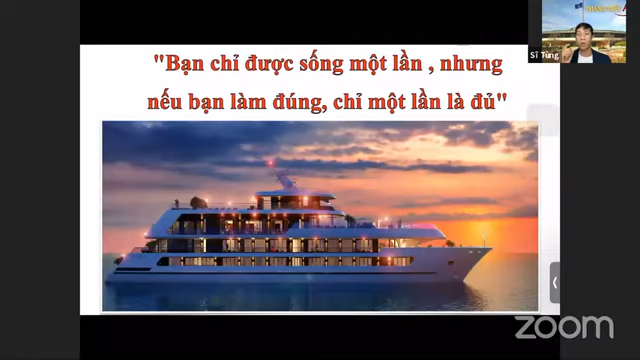 "Bạn chỉ được sống một lần , nhưng
nếu bạn làm đúng, chỉ một lần là đủ"
Sĩ Tùng
zoom